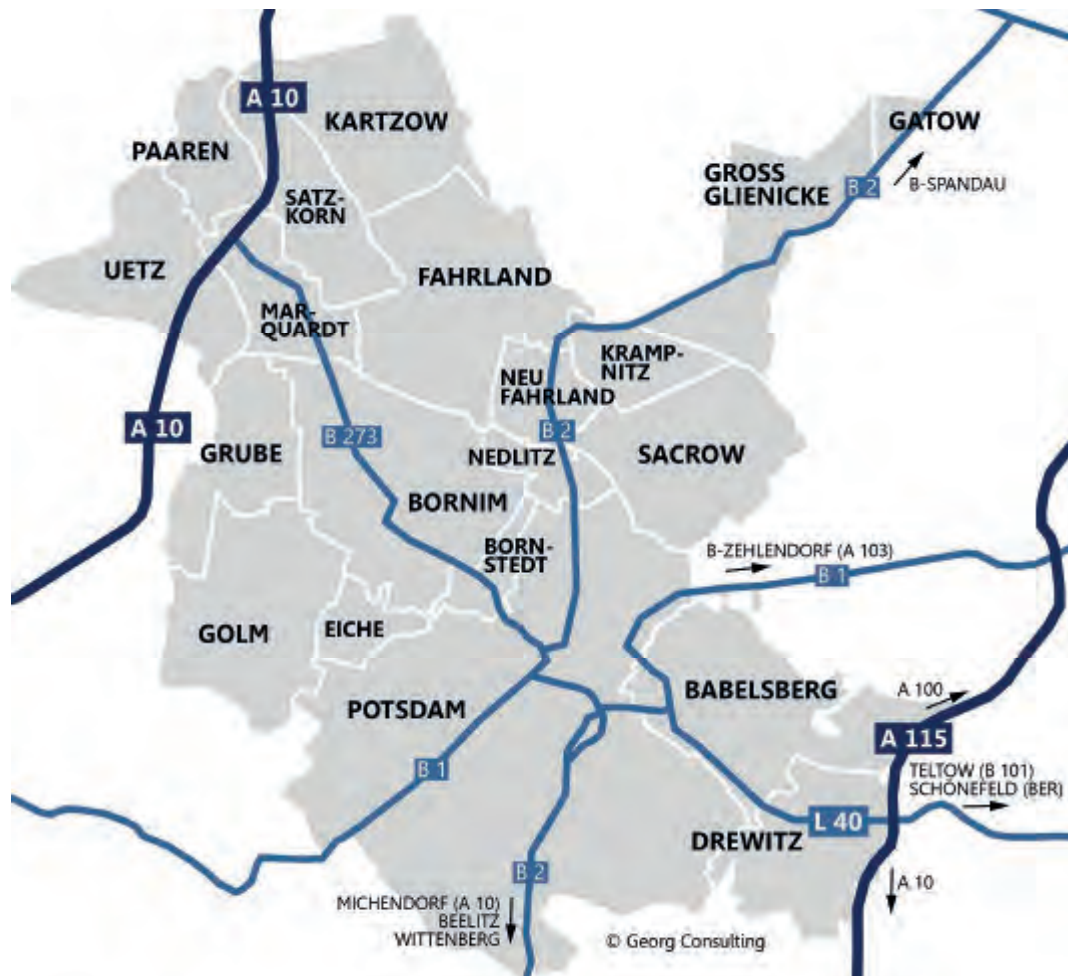 A 10
KARTZOW
GATOW
PAAREN
GROSS
GLIENICKE
B 2
B-SPANDAU
SATZ-
KORN
UETZ
FAHRLAND
MAR-
QUARDT
KRAMP-
NITZ
NEU
FAHRLAND
A 10
B 273
B 2
GRUBE
NEDLITZ
SACROW
BORNIM
BORN-
STEDT
B-ZEHLENDORF (A 103)
B 1
GOLM
EICHE
BABELSBERG
A 100
POTSDAM
A 115
B 1
TELTOW (B 101)
SCHÖNEFELD (BER)
L 40
DREWITZ
B 2
A 10
MICHENDORF (A 10)
BEELITZ
WITTENBERG
© Georg Consulting